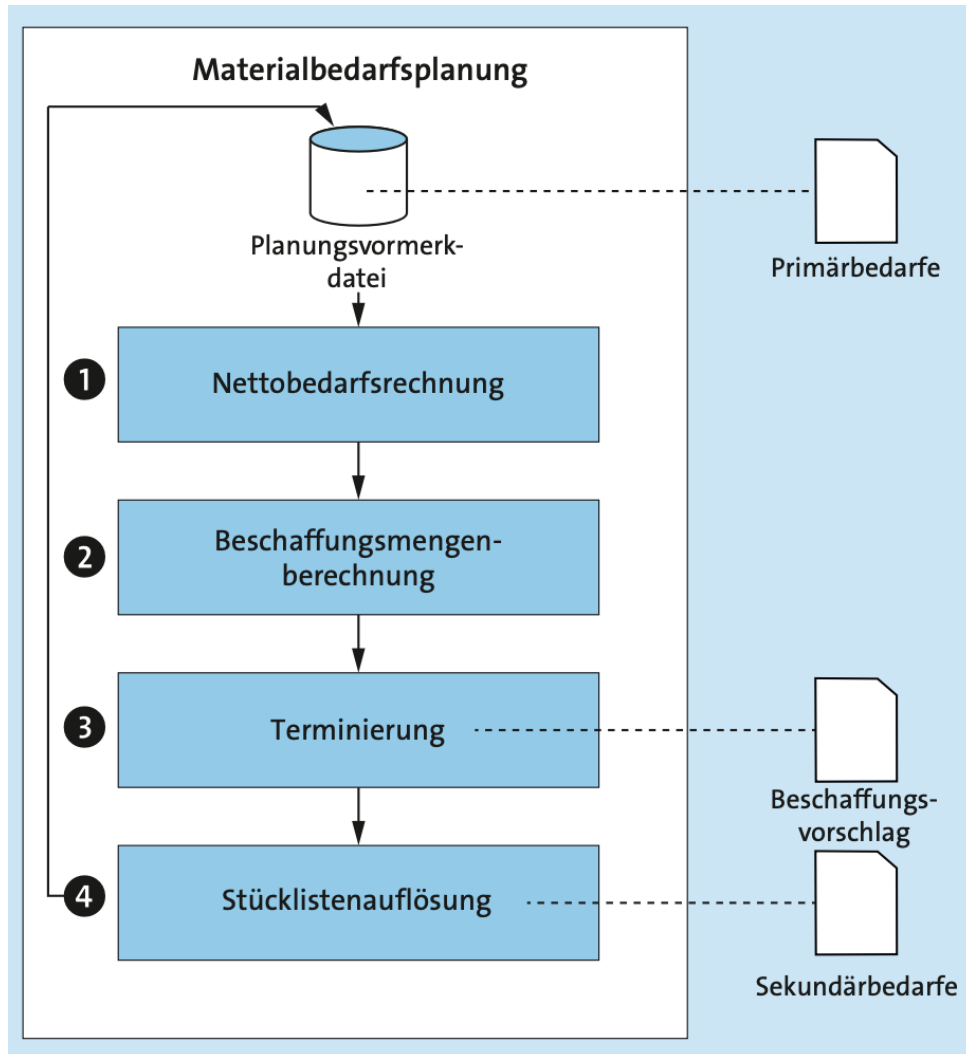 Materialbedarfsplanung
Planungsvormerk-
datei
Primärbedarfe
1
Nettobedarfsrechnung
2
Beschaffungsmengen-
berechnung
3
Terminierung
Beschaffungs-
vorschlag
4
Stücklistenauflösung
Sekundärbedarfe